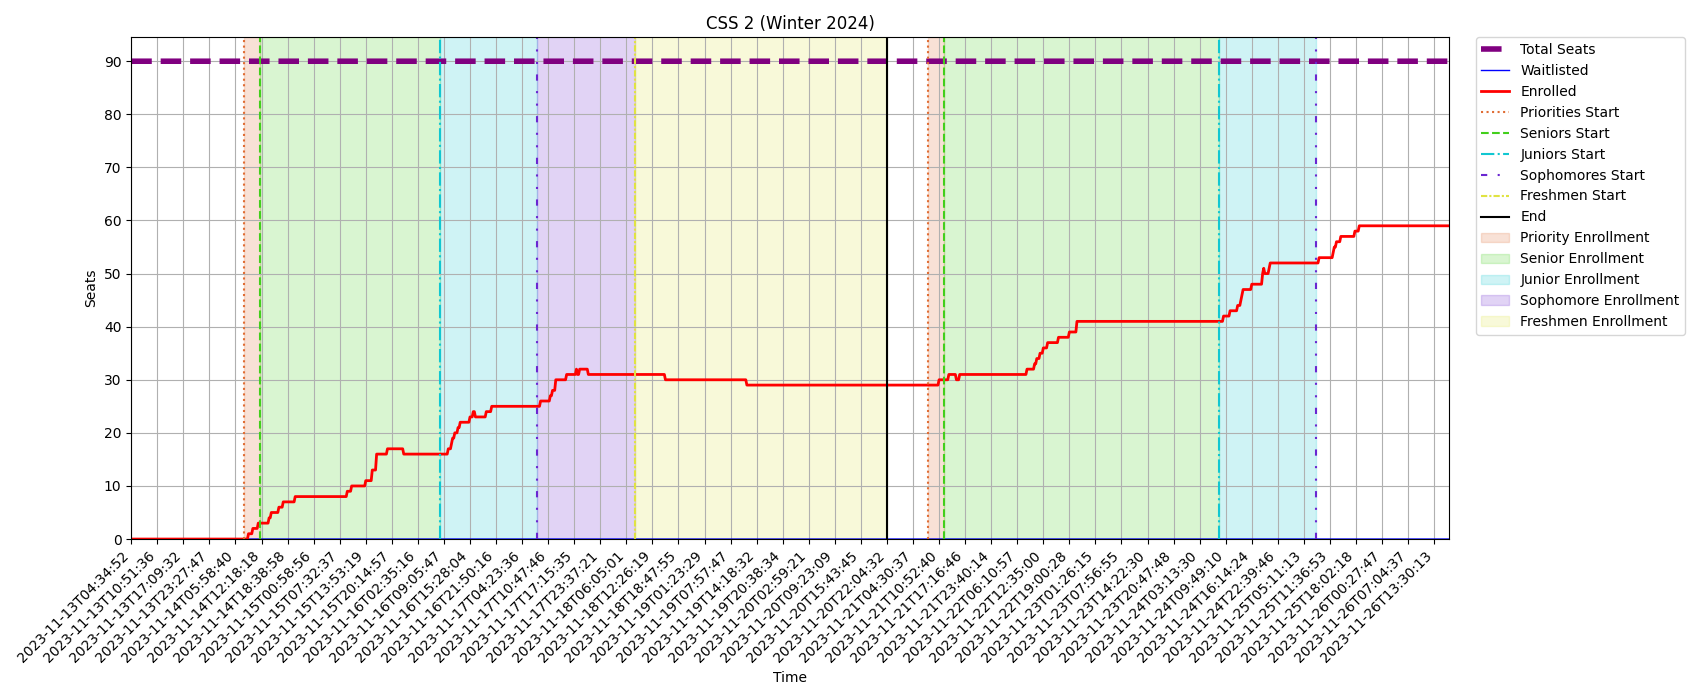 CSS 2 (Winter 2024)
Total Seats
Waitlisted
Enrolled
Priorities Start
Seniors Start
Juniors Start
Sophomores Start
Freshmen Start
End
Priority Enrollment
Senior Enrollment
Junior Enrollment
Sophomore Enrollment
Freshmen Enrollment
Seats
90
80
70
60
50
40
30
20
10
0
2023-11-13T04:34:52
2023-11-13T10:51:36
2023-11-13T17:09:32
2023-11-13T23:27:47
2023-11-14T05:58:40
2023-11-14T12:18:18
2023-11-14T18:38:58
2023-11-15T00:58:56
2023-11-15T07:32:37
2023-11-15T13:53:19
2023-11-15T20:14:57
2023-11-16T02:35:16
2023-11-16T09:05:47
2023-11-16T15:28:04
2023-11-16T21:50:16
2023-11-17T04:23:36
2023-11-17T10:47:46
2023-11-17T17:15:35
2023-11-17T23:37:21
2023-11-18T06:05:01
2023-11-18T12:26:19
2023-11-18T18:47:55
2023-11-19T01:23:29
2023-11-19T07:57:47
2023-11-19T14:18:32
2023-11-19T20:38:34
2023-11-20T02:59:21
2023-11-20T09:23:09
2023-11-20T15:43:45
2023-11-20T22:04:32
2023-11-21T04:30:37
2023-11-21T10:52:40
2023-11-21T17:16:46
2023-11-21T23:40:14
2023-11-22T06:10:57
2023-11-22T12:35:00
2023-11-22T19:00:28
2023-11-23T01:26:15
2023-11-23T07:56:55
2023-11-23T14:22:30
2023-11-23T20:47:48
2023-11-24T03:13:30
2023-11-24T09:49:10
2023-11-24T16:14:24
2023-11-24T22:39:46
2023-11-25T05:11:13
2023-11-25T11:36:53
2023-11-25T18:02:18
2023-11-26T00:27:47
2023-11-26T07:04:37
2023-11-26T13:30:13
Time